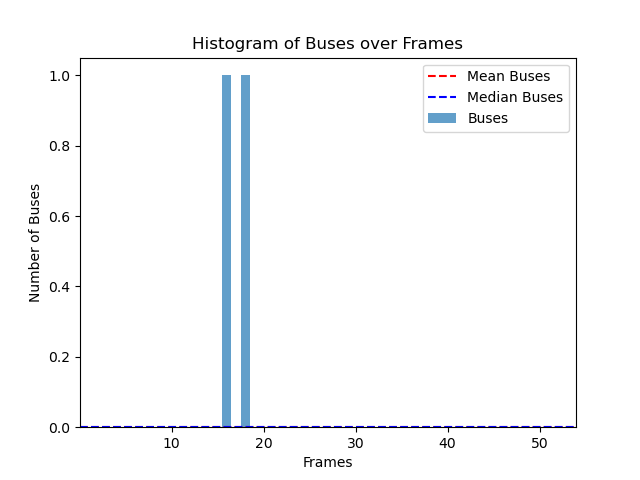 Histogram of Buses over Frames
Mean Buses
Median Buses
Buses
1.0
0.8
0.6
0.4
0.2
0.0
Number of Buses
10 20 30 40 50
Frames